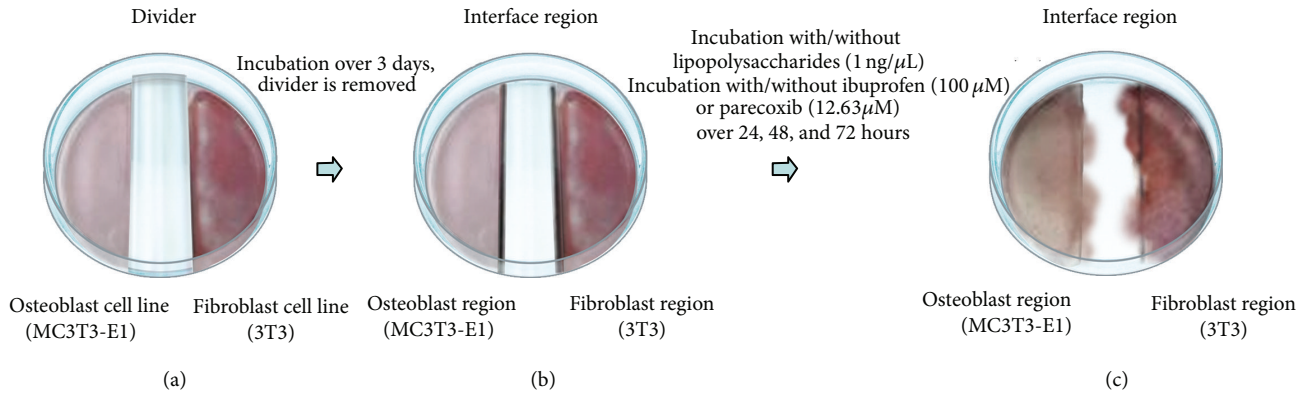 Divider
Incubation over 3 days,
divider is removed
Interface region
Incubation with/without
lipopolysaccharides (1 ng/μL)
Incubation with/without ibuprofen (100 μM)
or parecoxib (12.63μM)
over 24, 48, and 72 hours
Interface region
Osteoblast cell line
(MC3T3-E1)
Fibroblast cell line
(3T3)
Osteoblast region
(MC3T3-E1)
Fibroblast region
(3T3)
Osteoblast region
(MC3T3-E1)
Fibroblast region
(3T3)
(a)
(b)
(c)